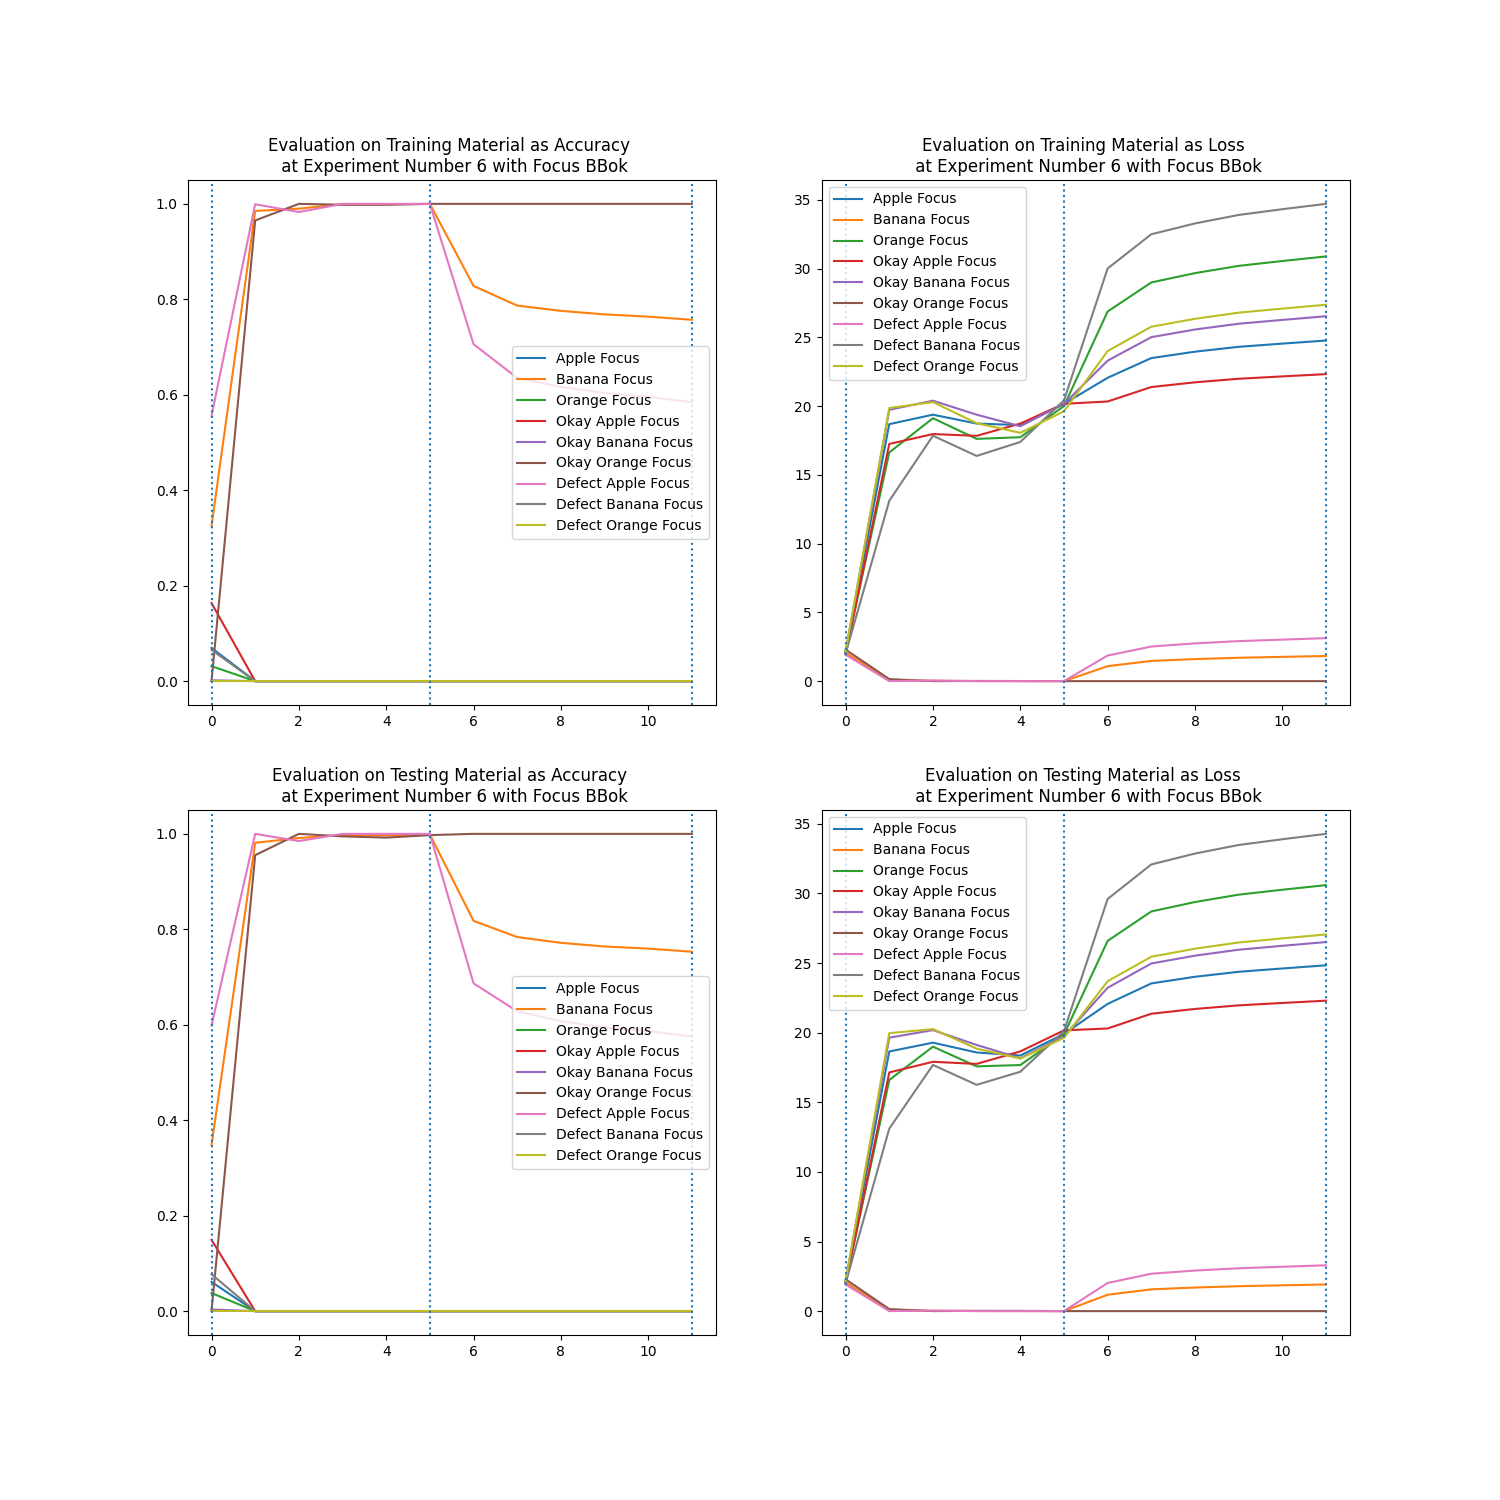 Evaluation on Training Material as Accuracy
at Experiment Number 6 with Focus BBok
1.0
0.8
0.6
0.4
0.2
0.0
0 2 4 6 8 10
Apple Focus
Banana Focus
Orange Focus
Okay Apple Focus
Okay Banana Focus
Okay Orange Focus
Defect Apple Focus
Defect Banana Focus
Defect Orange Focus
Evaluation on Training Material as Loss
at Experiment Number 6 with Focus BBok
35
30
25
20
15
10
5
0
0 2 4 6 8 10
Apple Focus
Banana Focus
Orange Focus
Okay Apple Focus
Okay Banana Focus
Okay Orange Focus
Defect Apple Focus
Defect Banana Focus
Defect Orange Focus
Evaluation on Testing Material as Accuracy
at Experiment Number 6 with Focus BBok
1.0
0.8
0.6
0.4
0.2
0.0
0 2 4 6 8 10
Apple Focus
Banana Focus
Orange Focus
Okay Apple Focus
Okay Banana Focus
Okay Orange Focus
Defect Apple Focus
Defect Banana Focus
Defect Orange Focus
Evaluation on Testing Material as Loss
at Experiment Number 6 with Focus BBok
35
30
25
20
15
10
5
0
0 2 4 6 8 10
Apple Focus
Banana Focus
Orange Focus
Okay Apple Focus
Okay Banana Focus
Okay Orange Focus
Defect Apple Focus
Defect Banana Focus
Defect Orange Focus